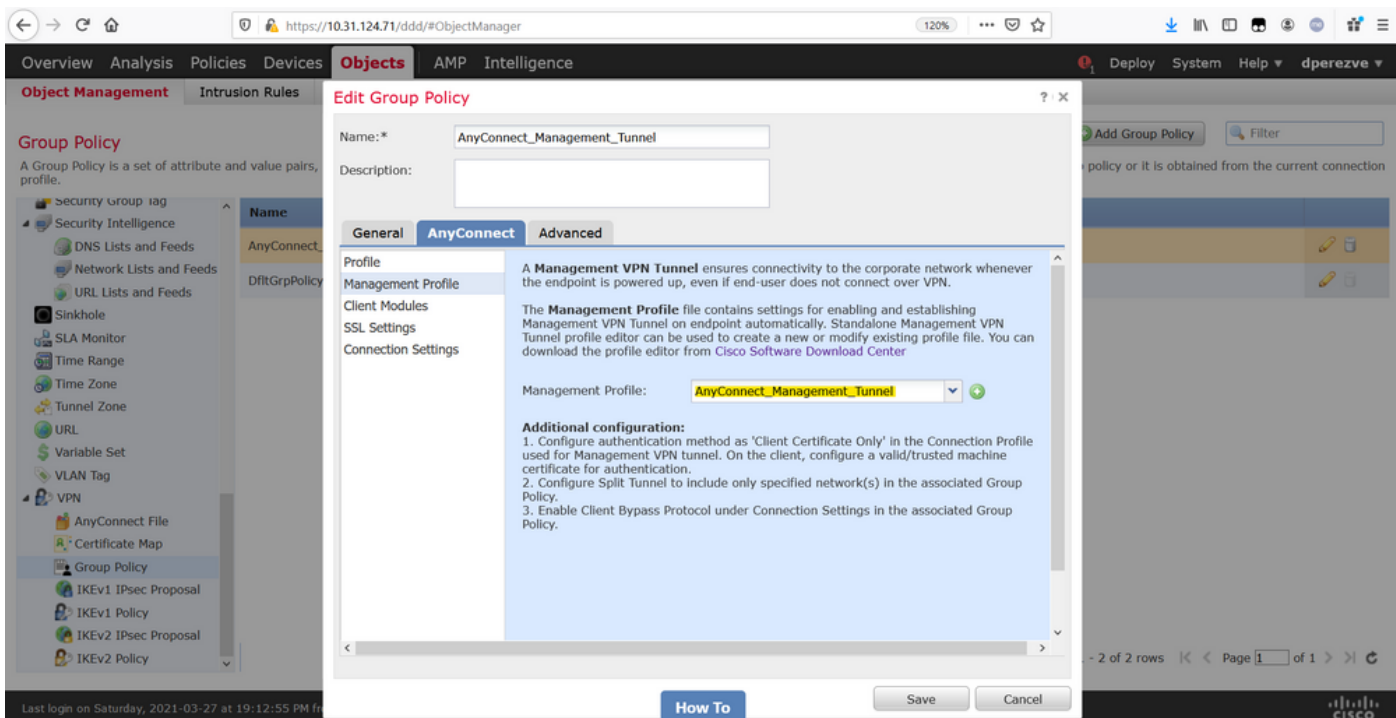 https://10.31.124.71/ddd/#ObjectManager
120%
Overview Analysis Policies Devices Objects AMP Intelligence
1 Deploy System Help dperezve
Object Management Intrusion Rules
Group Policy
A Group Policy is a set of attribute and value pairs,
profile.
policy or it is obtained from the current connection
Add Group Policy
Filter
Security Group Tag
Security Intelligence
DNS Lists and Feeds
Network Lists and Feeds
URL Lists and Feeds
Sinkhole
SLA Monitor
Time Range
Time Zone
Tunnel Zone
URL
Variable Set
VLAN Tag
VPN
AnyConnect File
Certificate Map
Group Policy
IKEv1 IPsec Proposal
IKEv1 Policy
IKEv2 IPsec Proposal
IKEv2 Policy
Name
AnyConnect_
DfltGrpPolicy
Edit Group Policy
? X
Name:* AnyConnect_Management_Tunnel
Description:
General AnyConnect Advanced
Profile
Management Profile
Client Modules
SSL Settings
Connection Settings
A Management VPN Tunnel ensures connectivity to the corporate network whenever
the endpoint is powered up, even if end-user does not connect over VPN.
The Management Profile file contains settings for enabling and establishing
Management VPN Tunnel on endpoint automatically. Standalone Management VPN
Tunnel profile editor can be used to create a new or modify existing profile file. You can
download the profile editor from Cisco Software Download Center
Management Profile: AnyConnect_Management_Tunnel
Additional configuration:
1. Configure authentication method as 'Client Certificate Only' in the Connection Profile
used for Management VPN tunnel. On the client, configure a valid/trusted machine
certificate for authentication.
2. Configure Split Tunnel to include only specified network(s) in the associated Group
Policy.
3. Enable Client Bypass Protocol under Connection Settings in the associated Group
Policy.
- 2 of 2 rows Page 1 of 1
Save Cancel
How To
Last login on Saturday, 2021-03-27 at 19:12:55 PM fr
CISCO